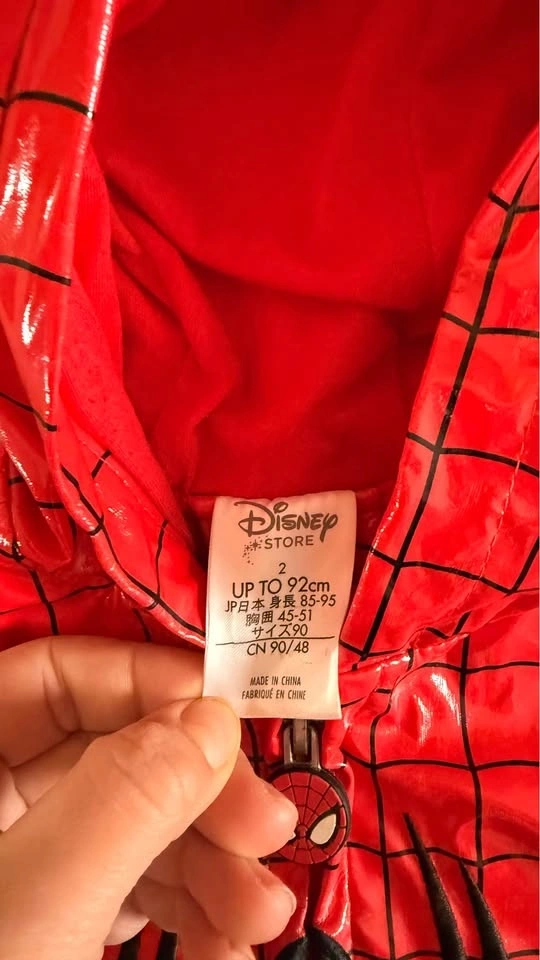 Disney
STORE
2
UP TO 92cm
JP日本 身長 85-95
胸囲 45-51
サイズ90
CN 90/48
MADE IN CHINA
FABRIQUÉ EN CHINE